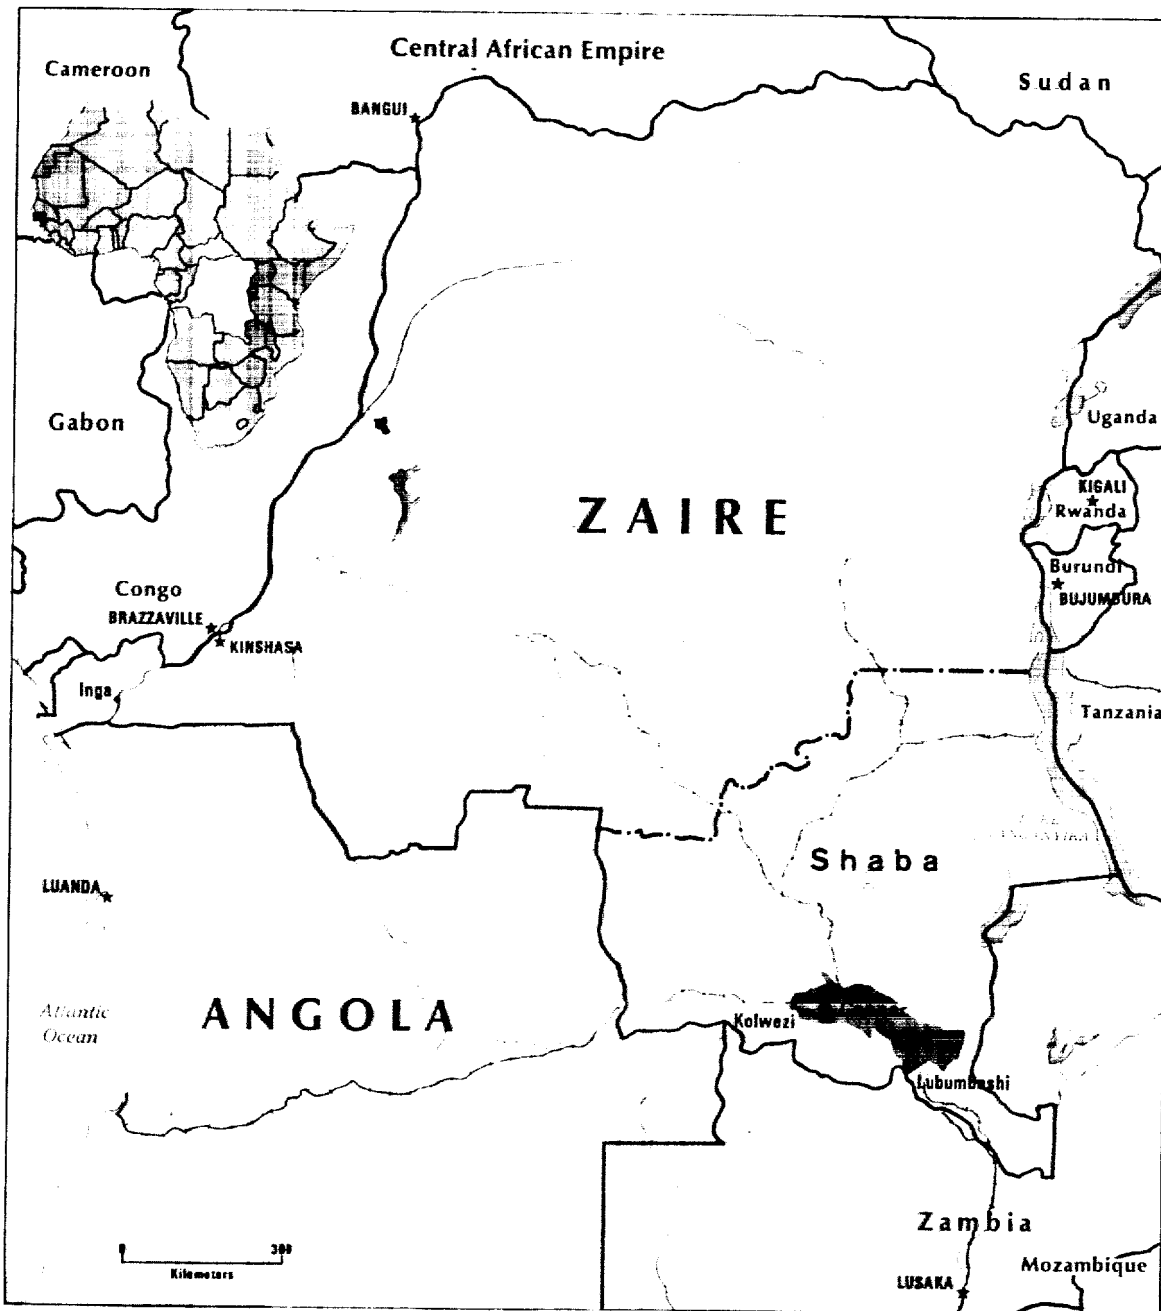 Central African Empire
Cameroon
Sudan
BANGUI
Gabon
Uganda
ZAIRE
KIGALI
Rwanda
Burundi
BUJUMBURA
Congo
BRAZZAVILLE
KINSHASA
Inga
Tanzania
Shaba
LUANDA
ANGOLA
Atlantic
Ocean
Kolwezi
Lubumbashi
Zambia
0 300
Kilometers
Mozambique
LUSAKA